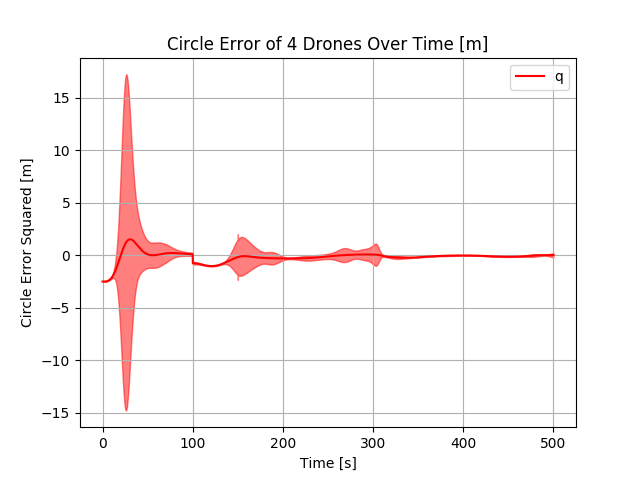 Circle Error of 4 Drones Over Time [m]
q
Circle Error Squared [m]
15
10
5
0
−5
−10
−15
0 100 200 300 400 500
Time [s]